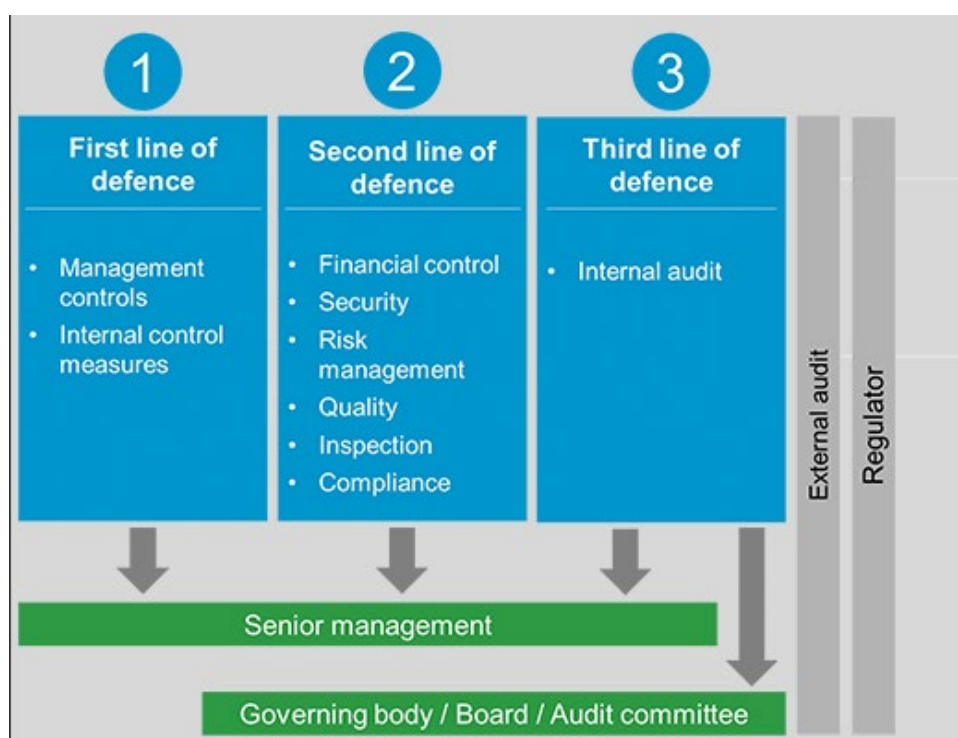 1
First line of
defence
• Management
controls
• Internal control
measures
2
Second line of
defence
• Financial control
• Security
• Risk
management
• Quality
• Inspection
• Compliance
3
Third line of
defence
• Internal audit
External audit
Regulator
Senior management
Governing body / Board / Audit committee